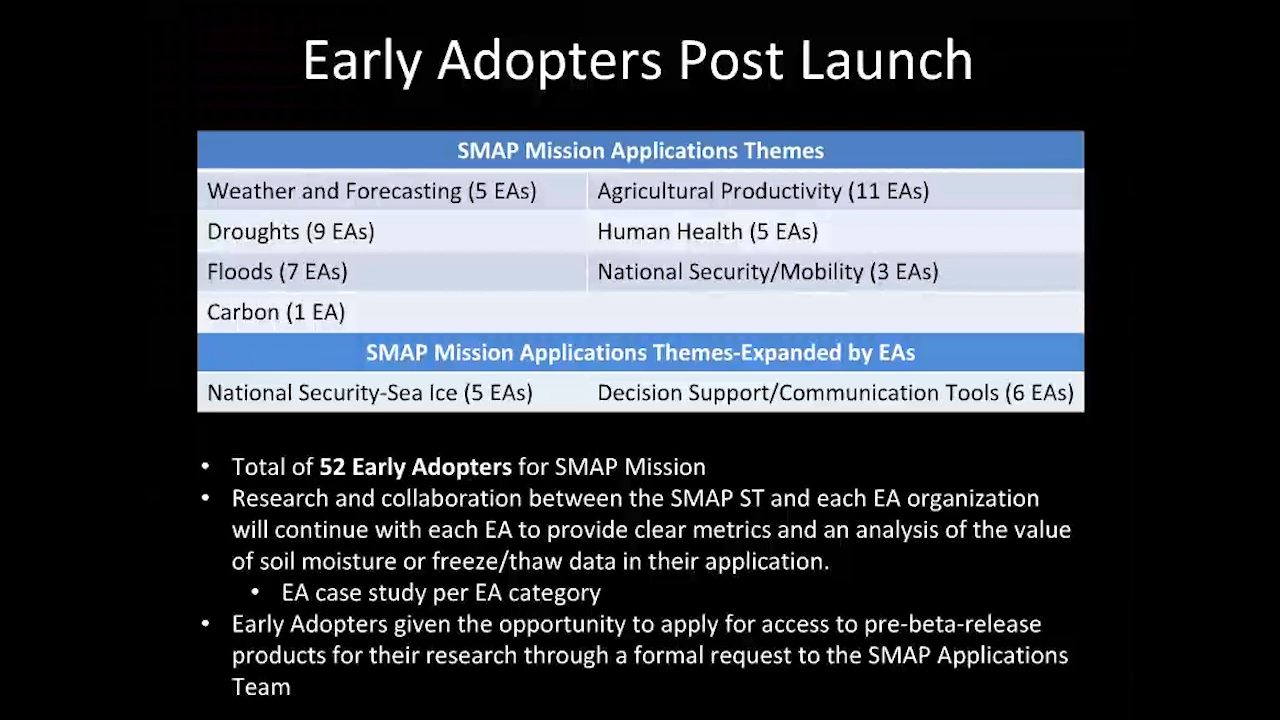 Early Adopters Post Launch
SMAP Mission Applications Themes
Weather and Forecasting (5 EAs) Agricultural Productivity (11 EAs)
Droughts (9 EAs) Human Health (5 EAs)
Floods (7 EAs) National Security/Mobility (3 EAs)
Carbon (1 EA)
SMAP Mission Applications Themes-Expanded by EAs
National Security-Sea Ice (5 EAs) Decision Support/Communication Tools (6 EAs)
• Total of 52 Early Adopters for SMAP Mission
• Research and collaboration between the SMAP ST and each EA organization
will continue with each EA to provide clear metrics and an analysis of the value
of soil moisture or freeze/thaw data in their application.
• EA case study per EA category
• Early Adopters given the opportunity to apply for access to pre-beta-release
products for their research through a formal request to the SMAP Applications
Team